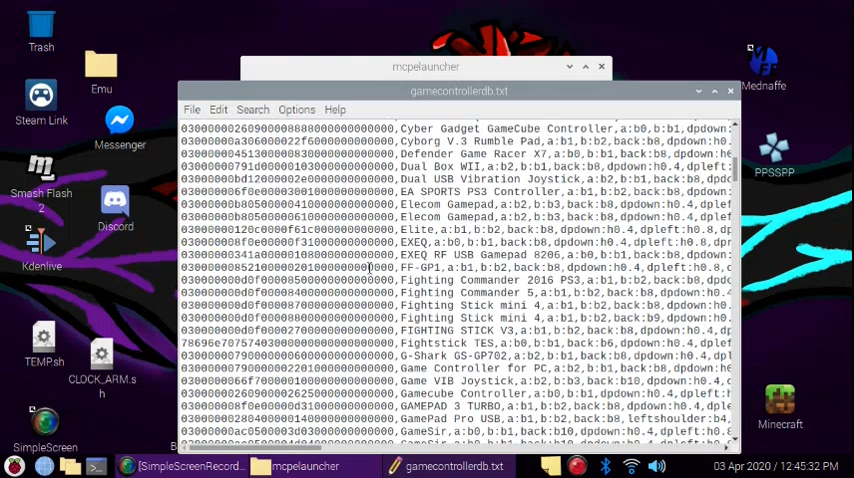 Trash
Emu
Steam Link
Messenger
Smash Flash
2
Discord
Kdenlive
TEMP.sh
CLOCK_ARM.s
h
SimpleScreen
mcpelauncher
gamecontrollerdb.txt
File Edit Search Options Help
03000000260900008888000000000000,Cyber Gadget GameCube Controller,a:b0,b:b1,dpdown:
03000000a306000022f6000000000000,Cyborg V.3 Rumble Pad,a:b1,b:b2,back:b8,dpdown:h0.
03000000451300000830000000000000,Defender Game Racer X7,a:b0,b:b1,back:b8,dpdown:h0
03000000791d00000103000000000000,Dual Box WII,a:b2,b:b1,back:b8,dpdown:h0.4,dpleft:
03000000bd12000002e0000000000000,Dual USB Vibration Joystick,a:b2,b:b1,back:b9,dpdo
030000006f0e00003001000000000000,EA SPORTS PS3 Controller,a:b1,b:b2,back:b8,dpdown:
03000000b80500000410000000000000,Elecom Gamepad,a:b2,b:b3,back:b8,dpdown:h0.4,dplef
03000000b80500000610000000000000,Elecom Gamepad,a:b2,b:b3,back:b8,dpdown:h0.4,dplef
03000000120c0000f61c000000000000,Elite,a:b1,b:b2,back:b8,dpdown:h0.4,dpleft:h0.8,dp
030000008f0e00000f31000000000000,EXEQ,a:b0,b:b1,back:b8,dpdown:h0.4,dpleft:h0.8,dpr
03000000341a00000108000000000000,EXEQ RF USB Gamepad 8206,a:b0,b:b1,back:b8,dpdown:
03000000852100000201000000000000,FF-GP1,a:b1,b:b2,back:b8,dpdown:h0.4,dpleft:h0.8,d
030000000d0f00008500000000000000,Fighting Commander 2016 PS3,a:b1,b:b2,back:b8,dpdo
030000000d0f00008400000000000000,Fighting Commander 5,a:b1,b:b2,back:b8,dpdown:h0.4
030000000d0f00008700000000000000,Fighting Stick mini 4,a:b1,b:b2,back:b8,dpdown:h0.
030000000d0f00008800000000000000,Fighting Stick mini 4,a:b1,b:b2,back:b9,dpdown:h0.
030000000d0f00002700000000000000,FIGHTING STICK V3,a:b1,b:b2,back:b8,dpdown:h0.4,dp
78696e70757403000000000000000000,Fightstick TES,a:b0,b:b1,back:b6,dpdown:h0.4,dplef
03000000790000000600000000000000,G-Shark GS-GP702,a:b2,b:b1,back:b8,dpdown:h0.4,dpl
03000000790000002201000000000000,Game Controller for PC,a:b2,b:b1,back:b8,dpdown:h0
0300000066f700000100000000000000,Game VIB Joystick,a:b2,b:b3,back:b10,dpdown:h0.4,d
03000000260900002625000000000000,Gamecube Controller,a:b0,b:b1
030000008f0e00000d31000000000000,GAMEPAD 3 TURBO,a:b1,b:b2,back:b8,dpdown:h0.4,dple
03000000280400000140000000000000,GamePad Pro USB,a:b1,b:b2,back:b8,leftshoulder:b4,
03000000ac0500003d03000000000000,GameSir,a:b0,b:b1,back:b10,dpdown:h0.4,dpleft:h0.8
Mednaffe
PPSSPP
Minecraft
[SimpleScreenRecord...
mcpelauncher
gamecontrollerdb.txt
03 Apr 2020 / 12:45:32 PM